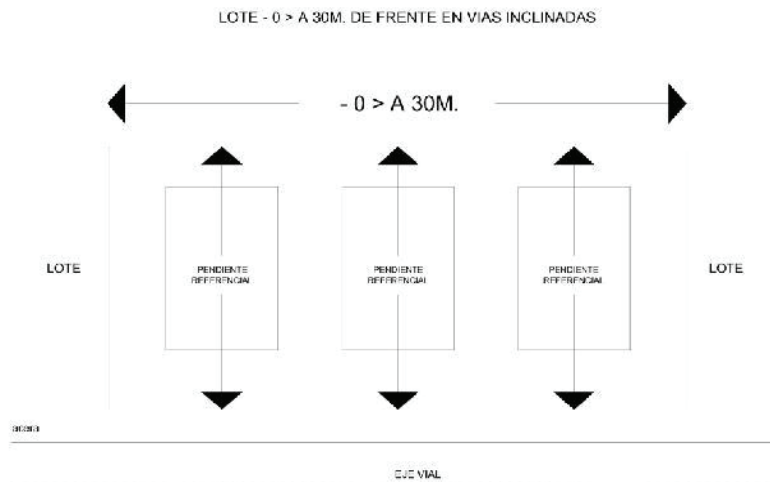 LOTE - 0 > A 30M. DE FRENTE EN VIAS INCLINADAS
- 0 > A 30M.
LOTE
PENDIENTE
REFERENCIAL
PENDIENTE
REFERENCIAL
PENDIENTE
REFERENCIAL
LOTE
acera
EJE VIAL